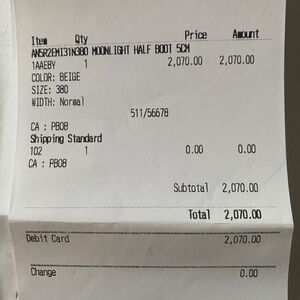 Item Qty Price Amount
AN5R2EMI31N380 MOONLIGHT HALF BOOT 5CM
1AAEBY 1 2,070.00 2,070.00
COLOR: BEIGE
SIZE: 380
WIDTH: Normal
511/56678
CA : PB08
Shipping Standard
102 1 0.00 0.00
CA : PB08
Subtotal 2,070.00
Total 2,070.00
Debit Card 2,070.00
Change 0.00